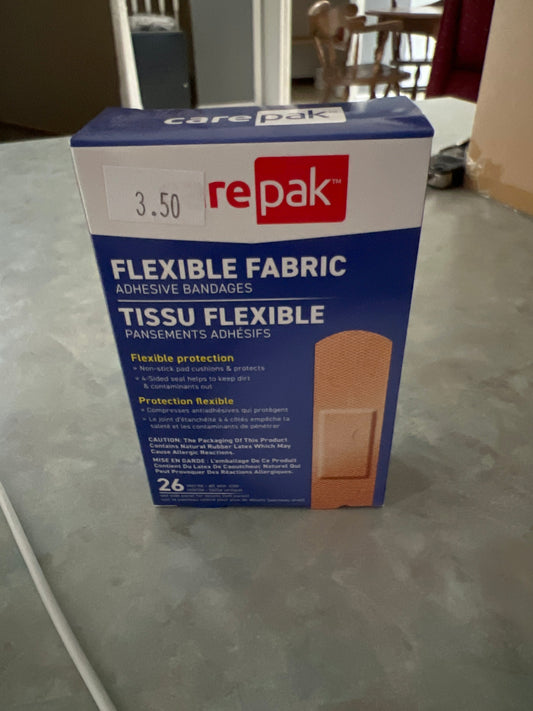 care pak
3.50 re pak™
FLEXIBLE FABRIC
ADHESIVE BANDAGES
TISSU FLEXIBLE
PANSEMENTS ADHÉSIFS
Flexible protection
» Non-stick pad cushions & protects
» 4-Sided seal helps to keep dirt
& contaminants out
Protection flexible
» Compresses antiadhésives qui protègent
» Le joint d'étanchéité à 4 côtés empêche la
saleté et les contaminants de pénétrer
CAUTION: The Packaging Of This Product
Contains Natural Rubber Latex Which May
Cause Allergic Reactions.
MISE EN GARDE : L'emballage De Ce Produit
Contient Du Latex De Caoutchouc Naturel Qui
Peut Provoquer Des Réactions Allergiques.
26